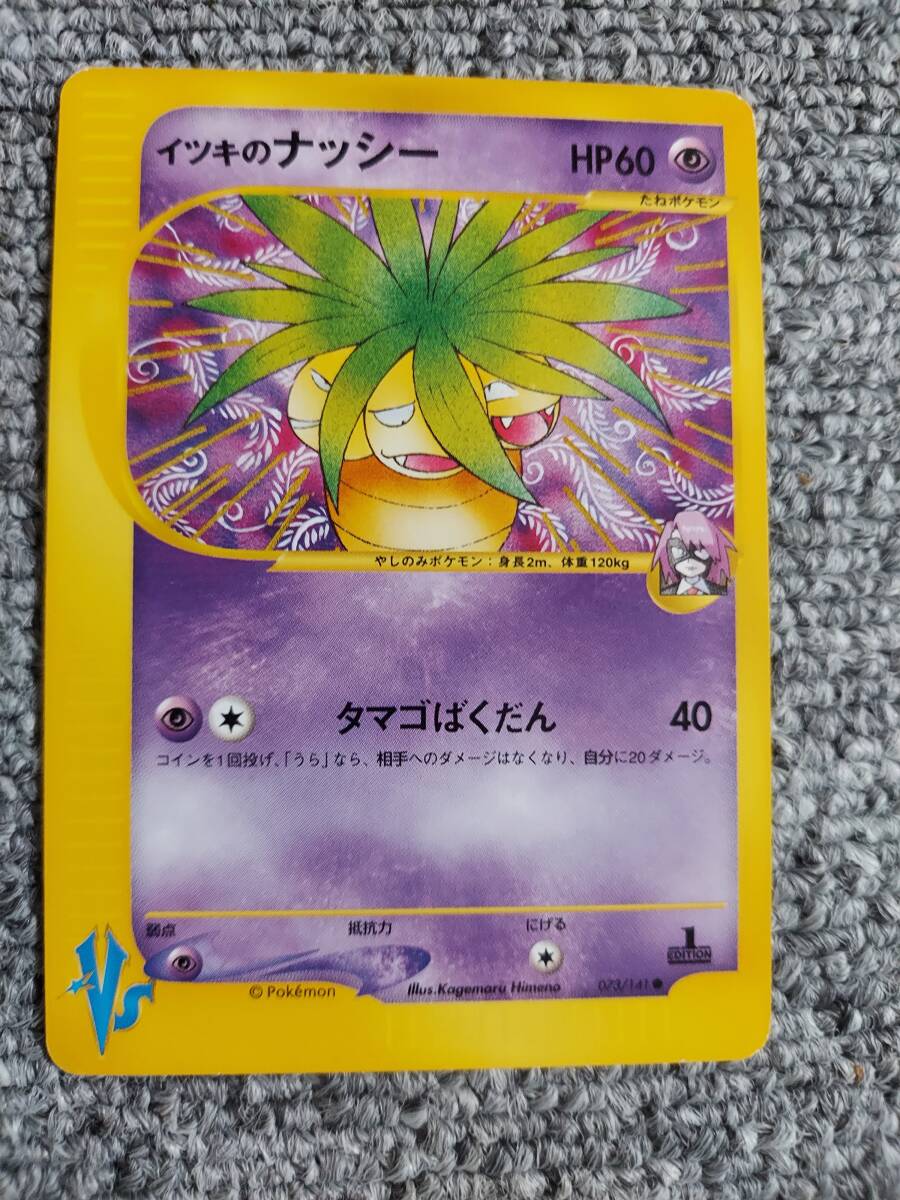 イツキのナッシー HP60
たねポケモン
やしのみポケモン：身長2m、体重120kg
タマゴばくだん 40
コインを1回投げ、「うら」なら、相手へのダメージはなくなり、自分に20ダメージ。
弱点 抵抗力 にげる
1
EDITION
Vs
© Pokémon Illus.Kagemaru Himeno 023/141